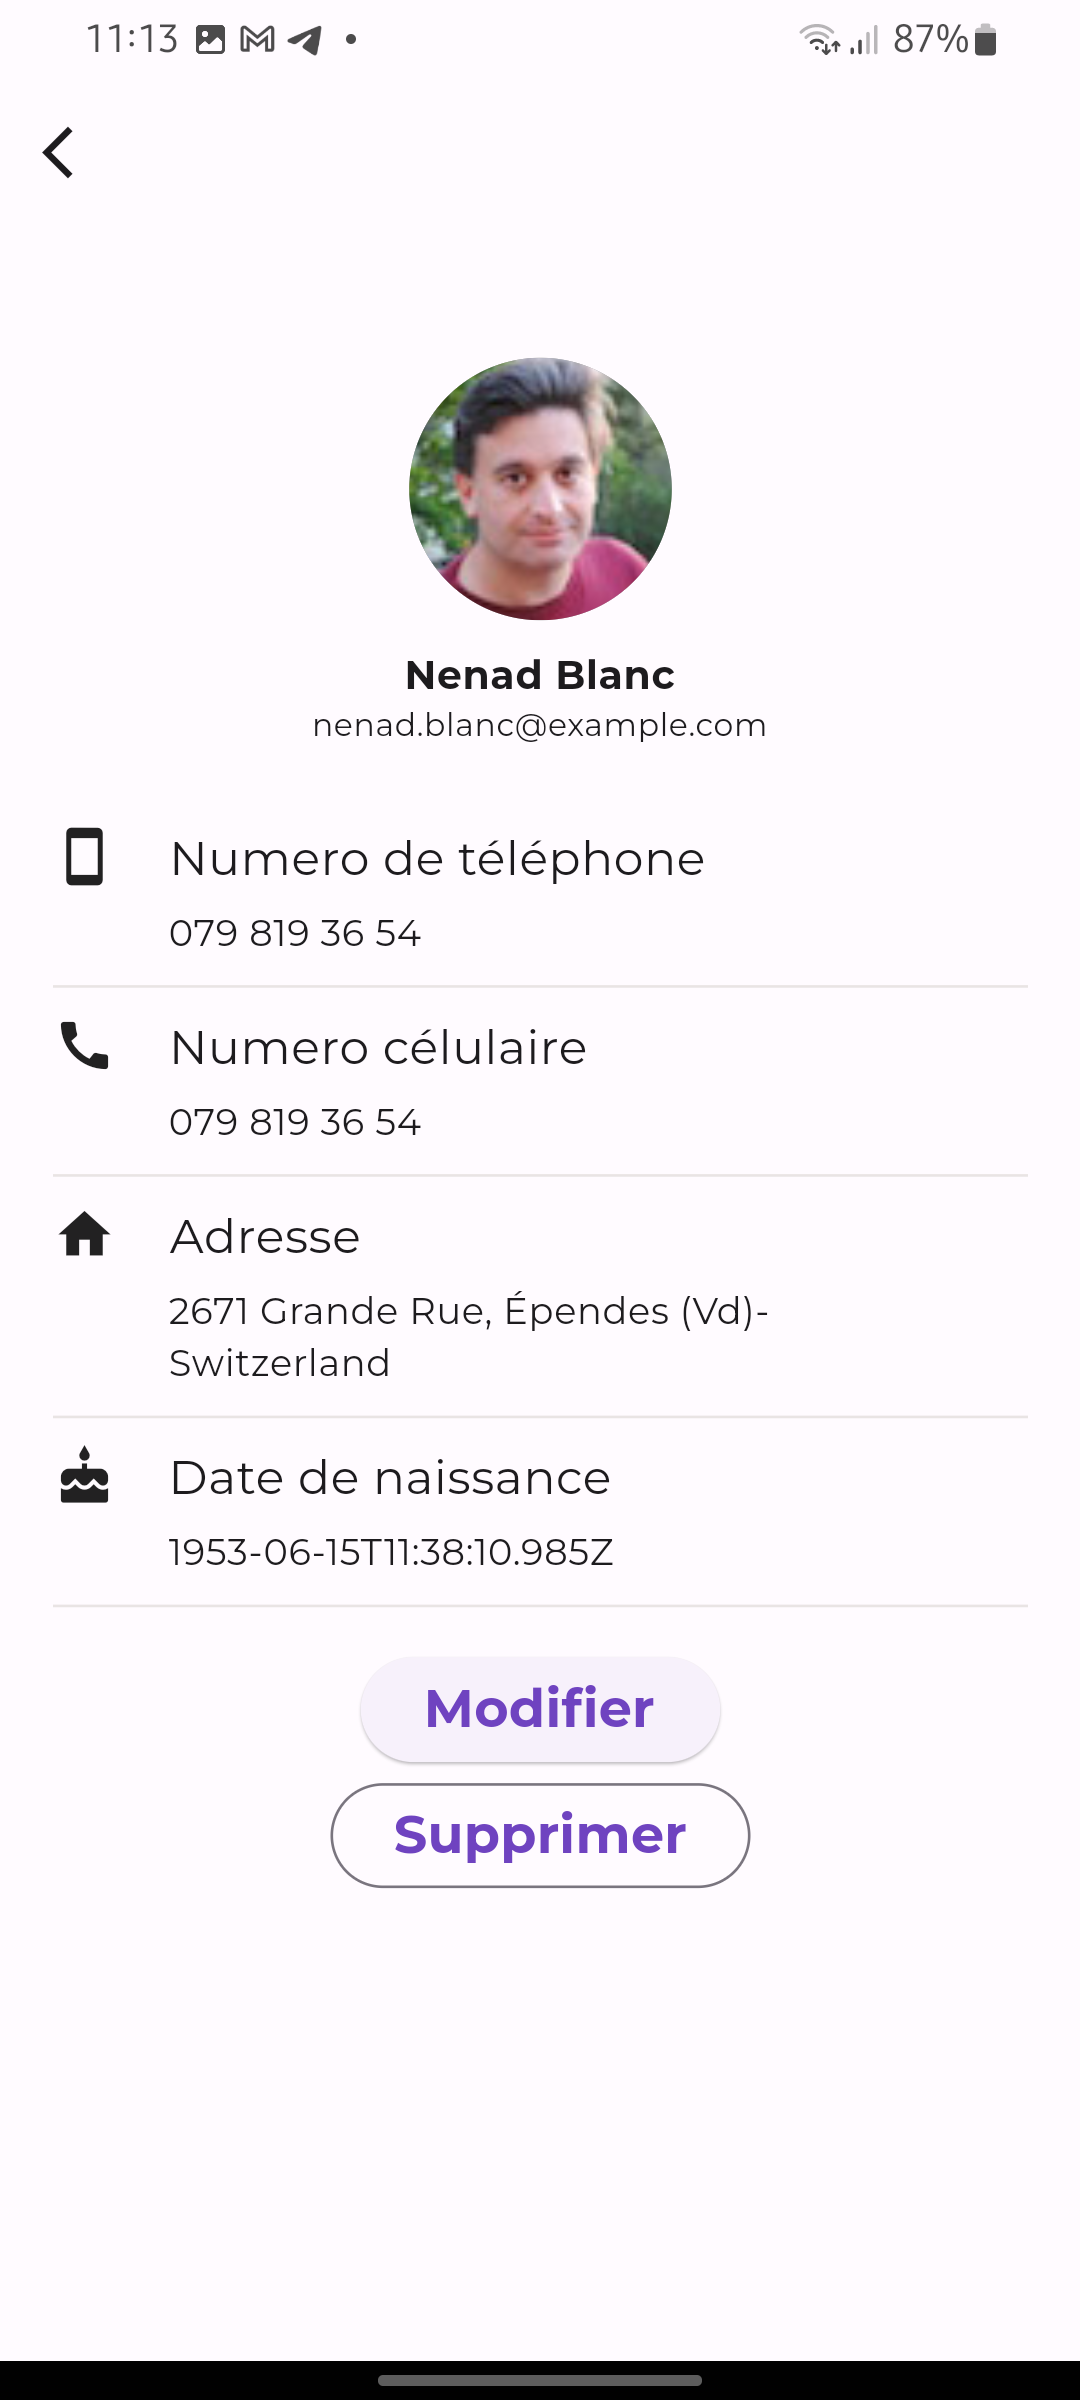 11:13
87%
Nenad Blanc
nenad.blanc@example.com
Numero de téléphone
079 819 36 54
Numero célulaire
079 819 36 54
Adresse
2671 Grande Rue, Épendes (Vd)-
Switzerland
Date de naissance
1953-06-15T11:38:10.985Z
Modifier
Supprimer